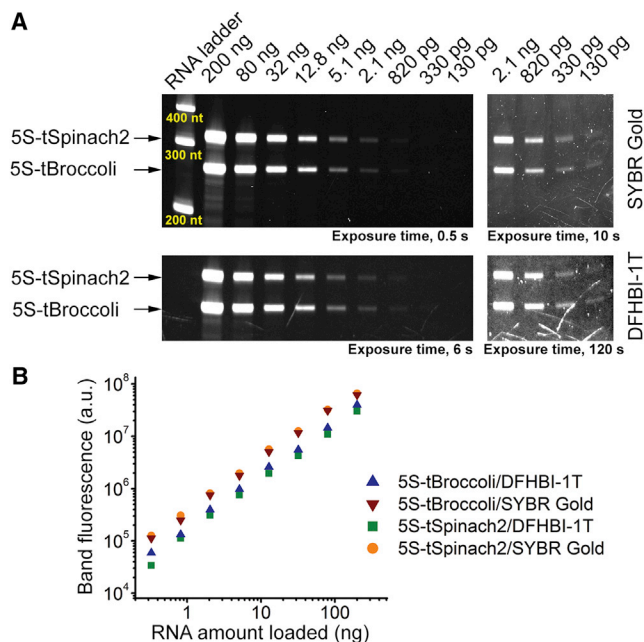 A
RNA ladder
200 ng
80 ng
32 ng
12.8 ng
5.1 ng
2.1 ng
820 pg
330 pg
130 pg
2.1 ng
820 pg
330 pg
130 pg
400 nt
5S-tSpinach2
300 nt
5S-tBroccoli
200 nt
SYBR Gold
Exposure time, 0.5 s
Exposure time, 10 s
5S-tSpinach2
5S-tBroccoli
DFHBI-1T
Exposure time, 6 s
Exposure time, 120 s
B
Band fluorescence (a.u.)
10⁸
10⁷
10⁶
10⁵
10⁴
1
10
100
RNA amount loaded (ng)
5S-tBroccoli/DFHBI-1T
5S-tBroccoli/SYBR Gold
5S-tSpinach2/DFHBI-1T
5S-tSpinach2/SYBR Gold